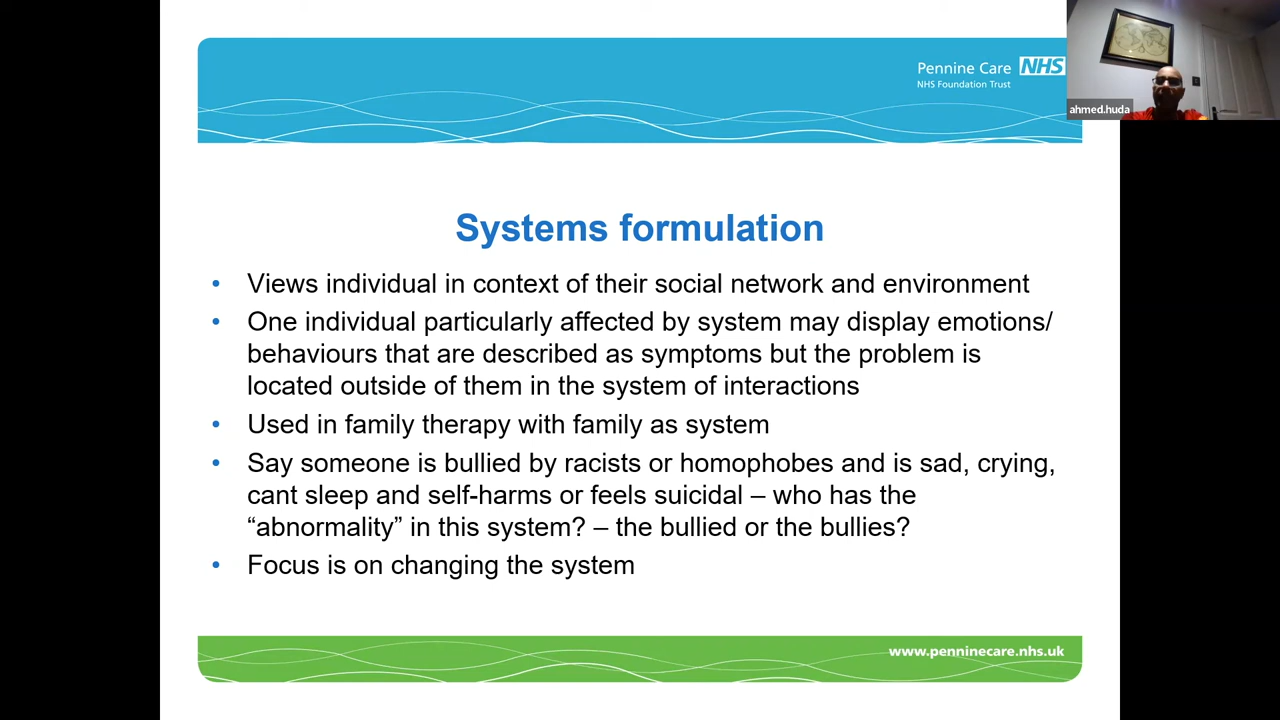 Pennine Care NHS
NHS Foundation Trust
ahmed.huda
Systems formulation
• Views individual in context of their social network and environment
• One individual particularly affected by system may display emotions/
behaviours that are described as symptoms but the problem is
located outside of them in the system of interactions
• Used in family therapy with family as system
• Say someone is bullied by racists or homophobes and is sad, crying,
cant sleep and self-harms or feels suicidal – who has the
“abnormality” in this system? – the bullied or the bullies?
• Focus is on changing the system
www.penninecare.nhs.uk